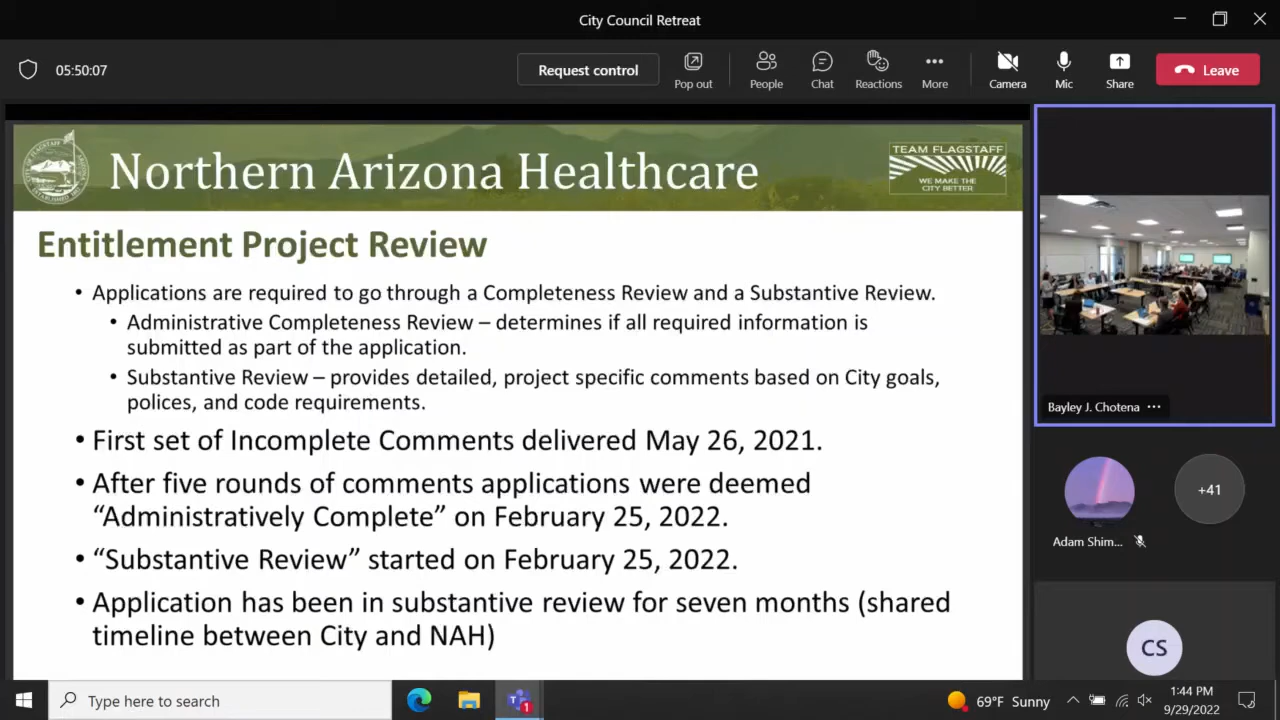 City Council Retreat
05:50:07
Request control
Pop out
People
Chat
Reactions
More
Camera
Mic
Share
Leave
Northern Arizona Healthcare
TEAM FLAGSTAFF
WE MAKE THE
CITY BETTER
Entitlement Project Review
• Applications are required to go through a Completeness Review and a Substantive Review.
• Administrative Completeness Review – determines if all required information is
submitted as part of the application.
• Substantive Review – provides detailed, project specific comments based on City goals,
polices, and code requirements.
• First set of Incomplete Comments delivered May 26, 2021.
• After five rounds of comments applications were deemed
“Administratively Complete” on February 25, 2022.
• “Substantive Review” started on February 25, 2022.
• Application has been in substantive review for seven months (shared
timeline between City and NAH)
Bayley J. Chotena
+41
Adam Shim...
CS
Type here to search
1
69°F Sunny
1:44 PM
9/29/2022